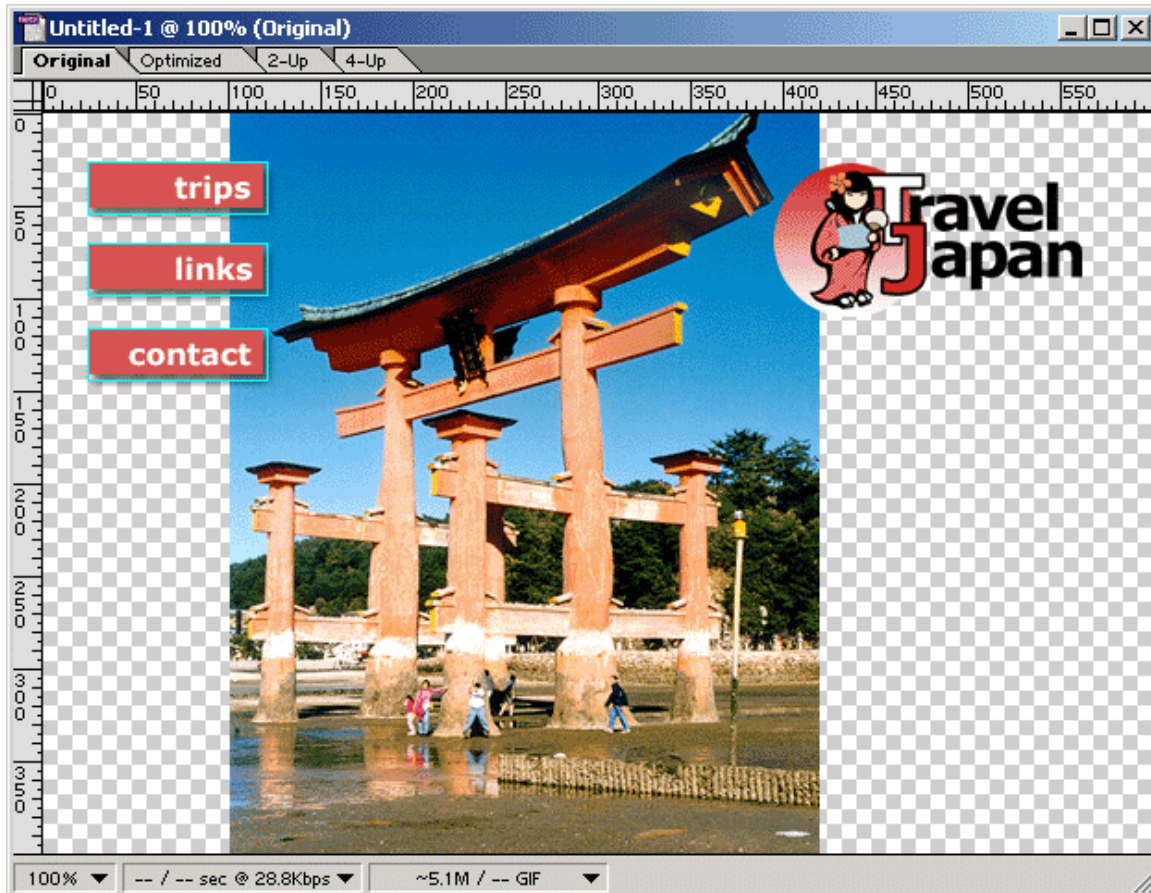 Untitled-1 @ 100% (Original)
Original Optimized 2-Up 4-Up
0 50 100 150 200 250 300 350 400 450 500 550
0
50
100
150
200
250
300
350
trips
links
contact
Travel
Japan
100% -- / -- sec @ 28.8Kbps ~5.1M / -- GIF